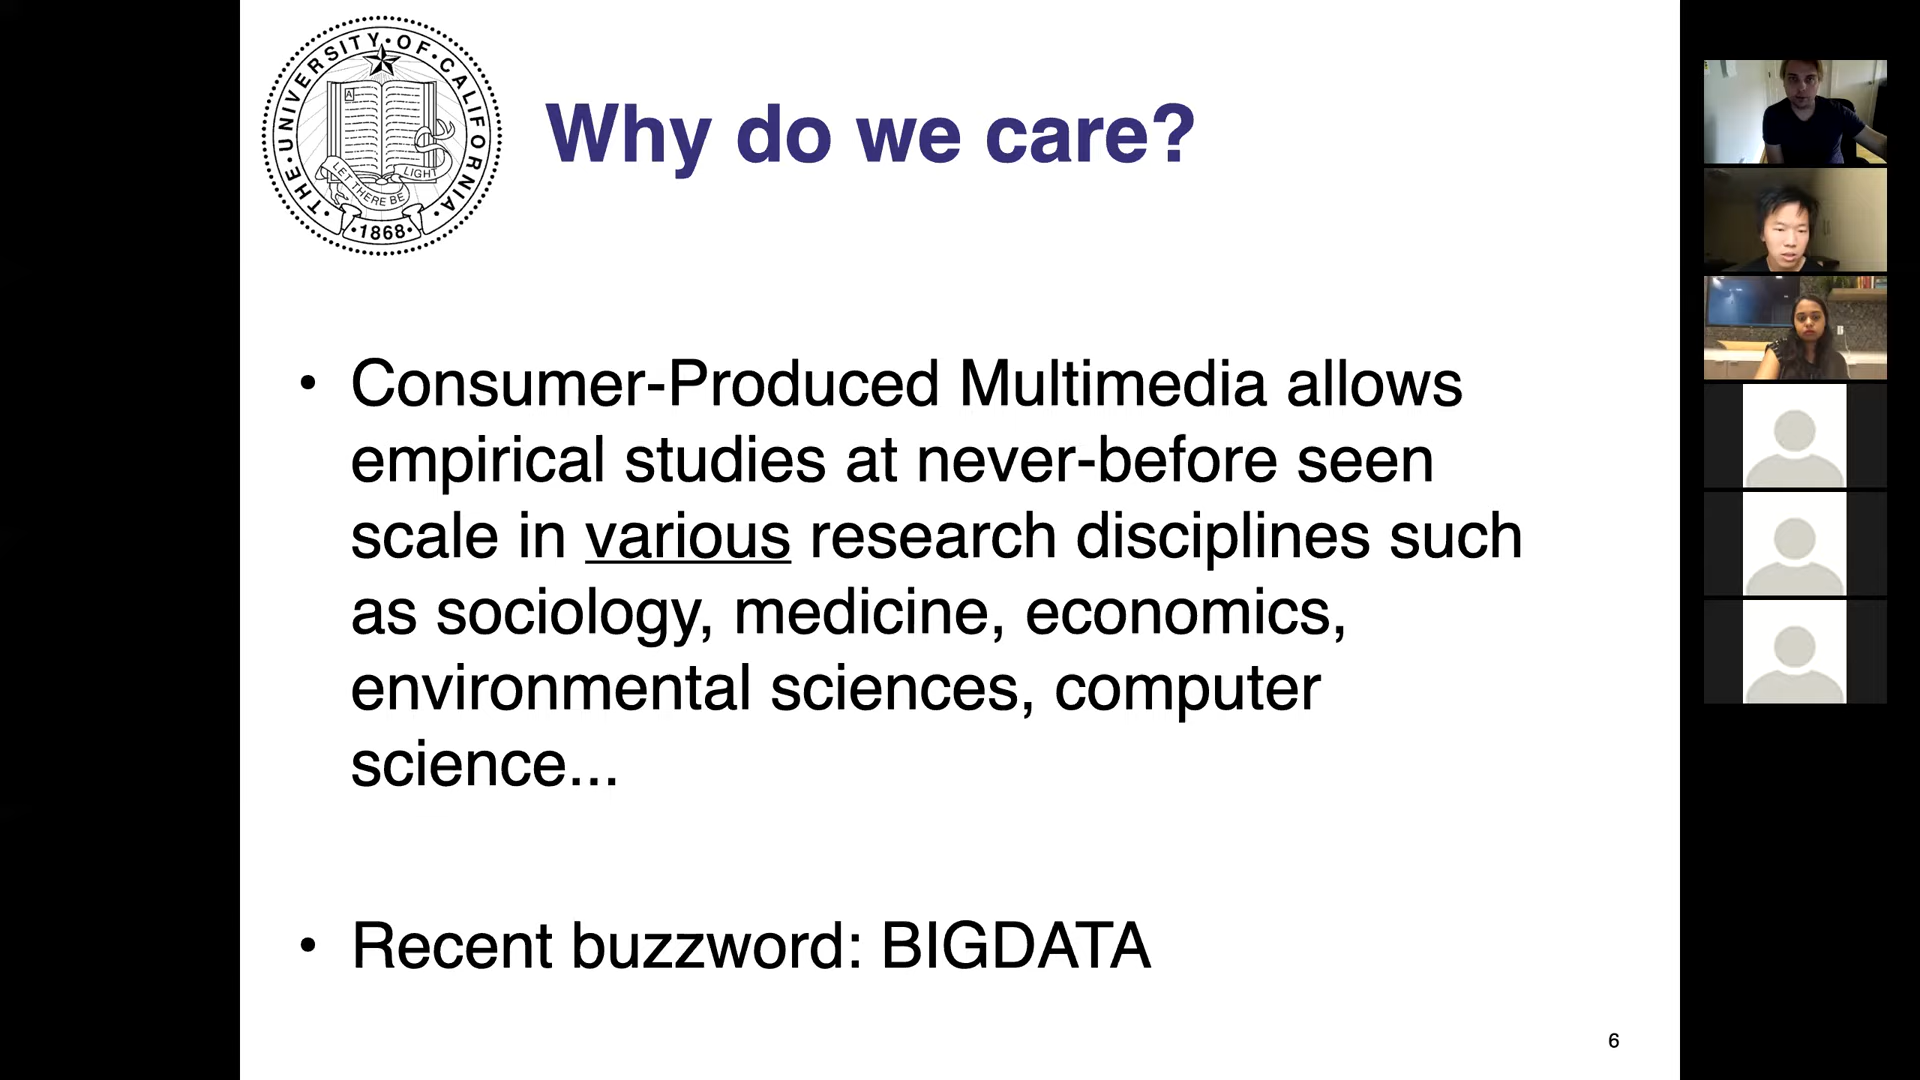 THE·UNIVERSITY·OF·CALIFORNIA·
A
LET THERE BE LIGHT
·1868·
Why do we care?
• Consumer-Produced Multimedia allows
empirical studies at never-before seen
scale in various research disciplines such
as sociology, medicine, economics,
environmental sciences, computer
science...
• Recent buzzword: BIGDATA
6